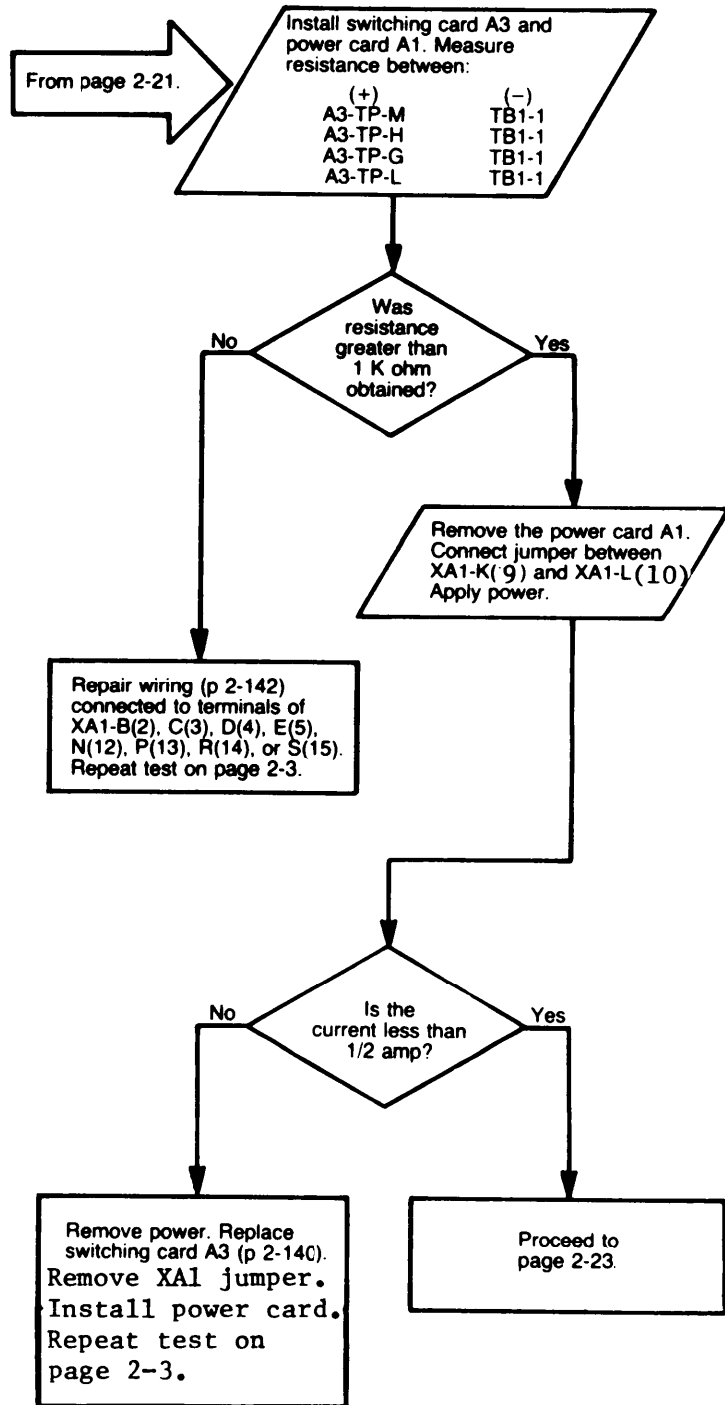 From page 2-21.
Install switching card A3 and
power card A1. Measure
resistance between:
(+) (-)
A3-TP-M TB1-1
A3-TP-H TB1-1
A3-TP-G TB1-1
A3-TP-L TB1-1
Was
resistance
greater than
1 K ohm
obtained?
No
Yes
Remove the power card A1.
Connect jumper between
XA1-K(9) and XA1-L(10)
Apply power.
Repair wiring (p 2-142)
connected to terminals of
XA1-B(2), C(3), D(4), E(5),
N(12), P(13), R(14), or S(15).
Repeat test on page 2-3.
Is the
current less than
1/2 amp?
No
Yes
Remove power. Replace
switching card A3 (p 2-140).
Remove XA1 jumper.
Install power card.
Repeat test on
page 2-3.
Proceed to
page 2-23.